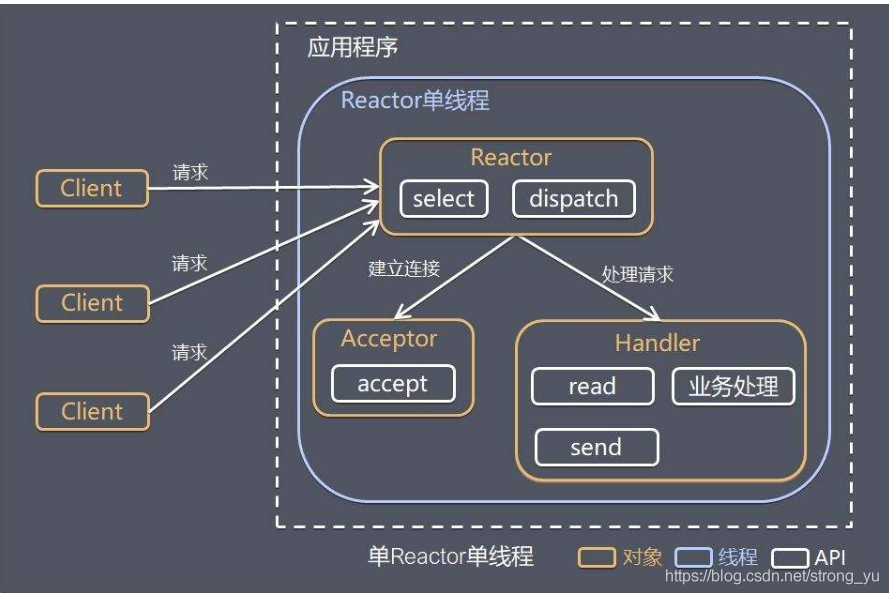 应用程序
Reactor单线程
Reactor
select
dispatch
Client
请求
Client
请求
Client
请求
建立连接
处理请求
Acceptor
accept
Handler
read
业务处理
send
单Reactor单线程
对象
线程
API
https://blog.csdn.net/strong_yu